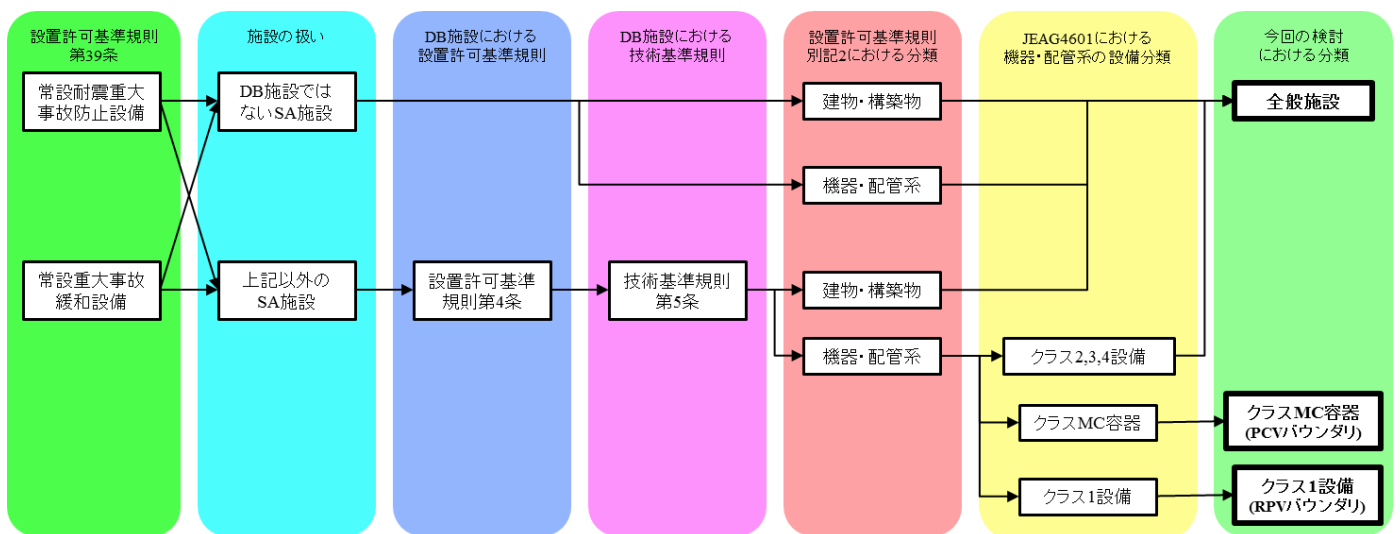 設置許可基準規則
第39条
常設耐震重大
事故防止設備
常設重大事故
緩和設備
施設の扱い
DB施設では
ないSA施設
上記以外の
SA施設
DB施設における
設置許可基準規則
設置許可基準
規則第4条
DB施設における
技術基準規則
技術基準規則
第5条
設置許可基準規則
別記2における分類
建物・構築物
機器・配管系
建物・構築物
機器・配管系
JEAG4601における
機器・配管系の設備分類
クラス2,3,4設備
クラスMC容器
クラス1設備
今回の検討
における分類
全般施設
クラスMC容器
(PCVバウンダリ)
クラス1設備
(RPVバウンダリ)